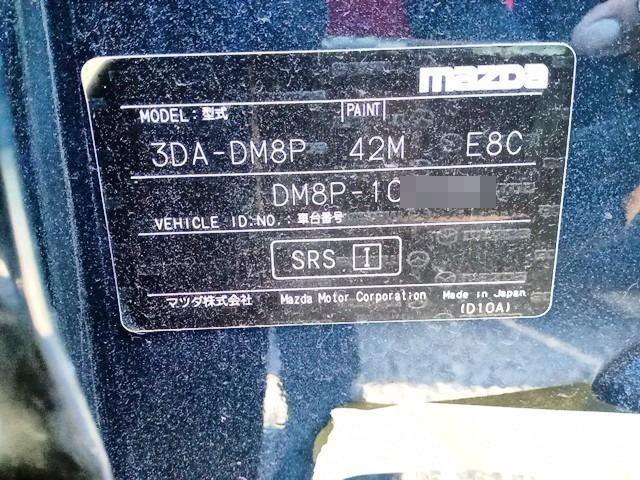 mazda
MODEL: 型式 PAINT
3DA-DM8P 42M E8C
DM8P-10
VEHICLE ID.NO.: 車台番号
SRS I
マツダ株式会社 Mazda Motor Corporation Made in Japan
(D10A)